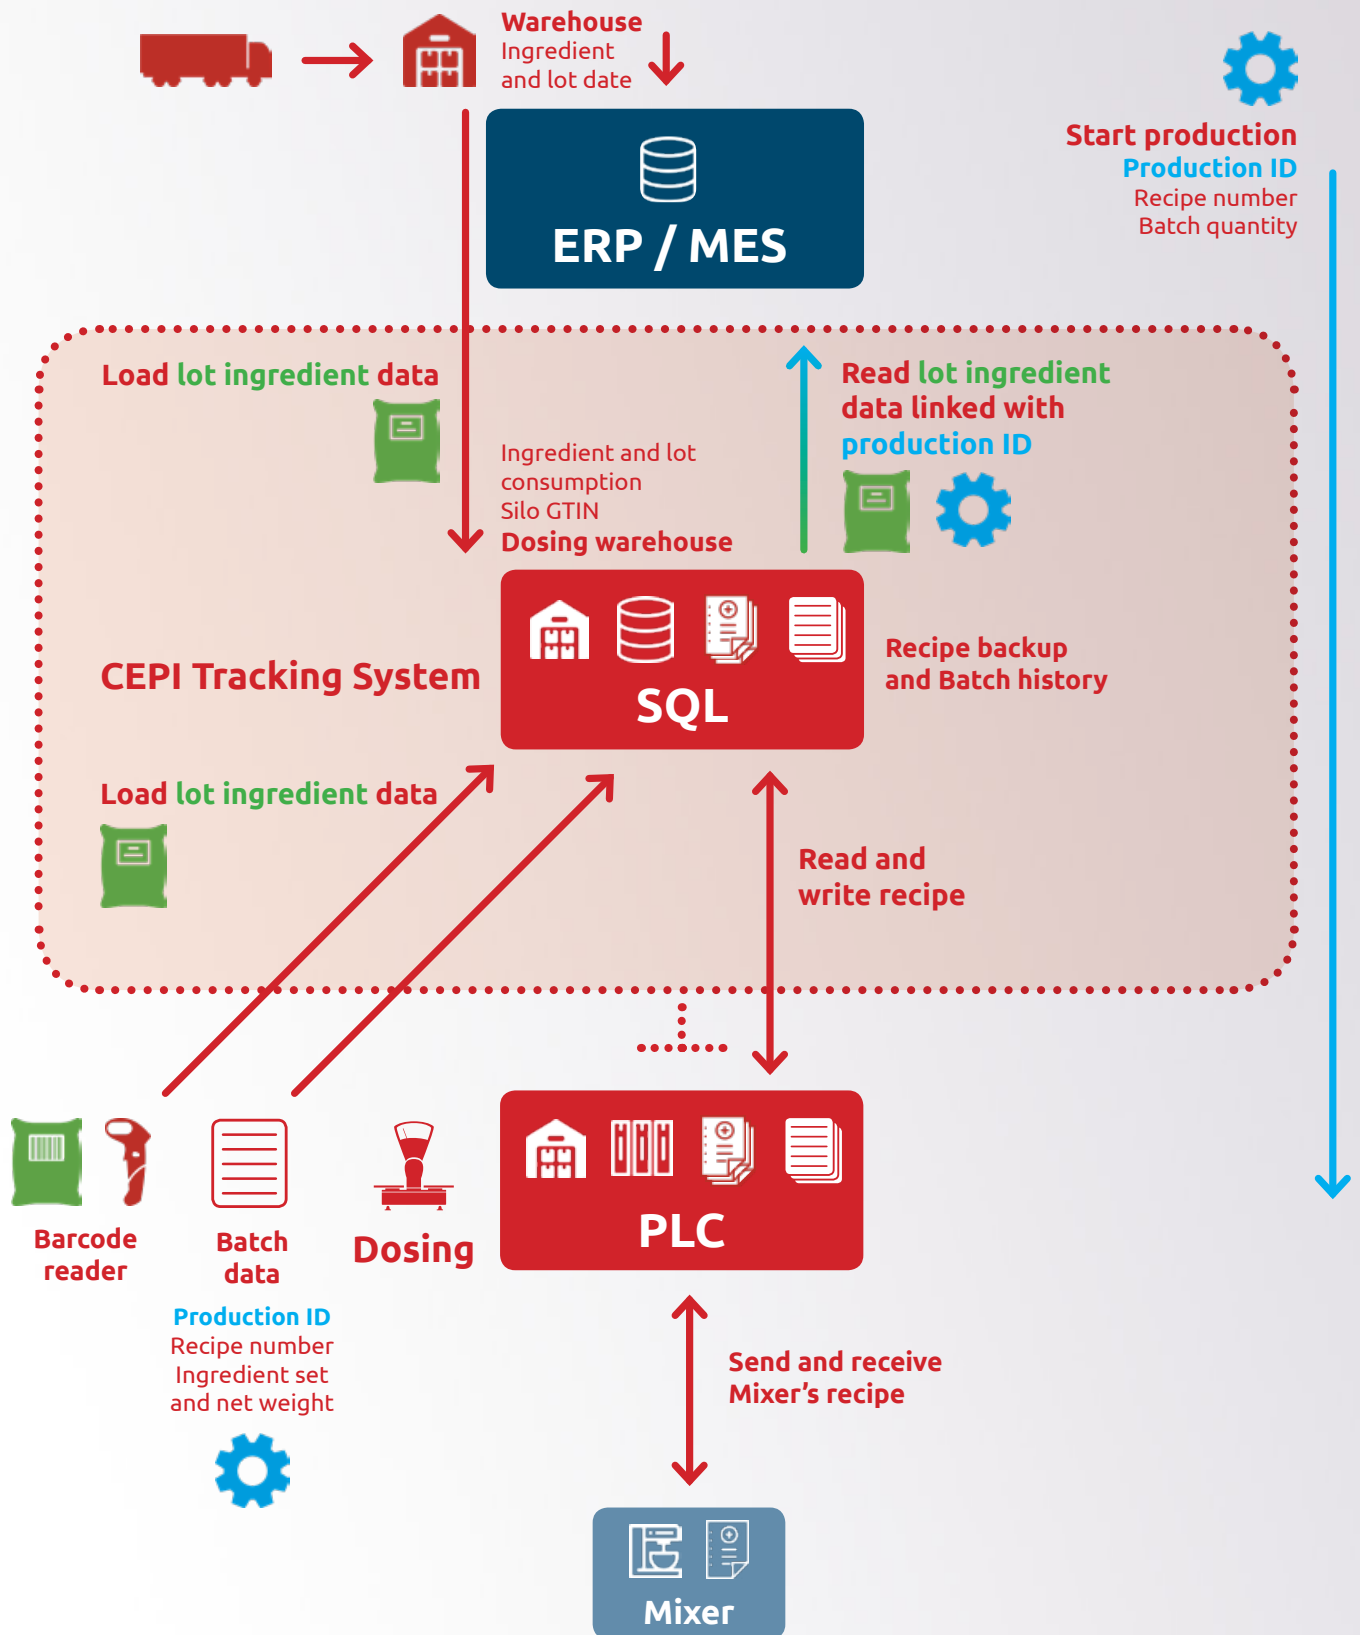 Warehouse
Ingredient
and lot date
ERP / MES
Start production
Production ID
Recipe number
Batch quantity
Load lot ingredient data
Read lot ingredient
data linked with
production ID
Ingredient and lot
consumption
Silo GTIN
Dosing warehouse
CEPI Tracking System
SQL
Recipe backup
and Batch history
Load lot ingredient data
Read and
write recipe
Barcode
reader
Batch
data
Production ID
Recipe number
Ingredient set
and net weight
Dosing
PLC
Send and receive
Mixer’s recipe
Mixer